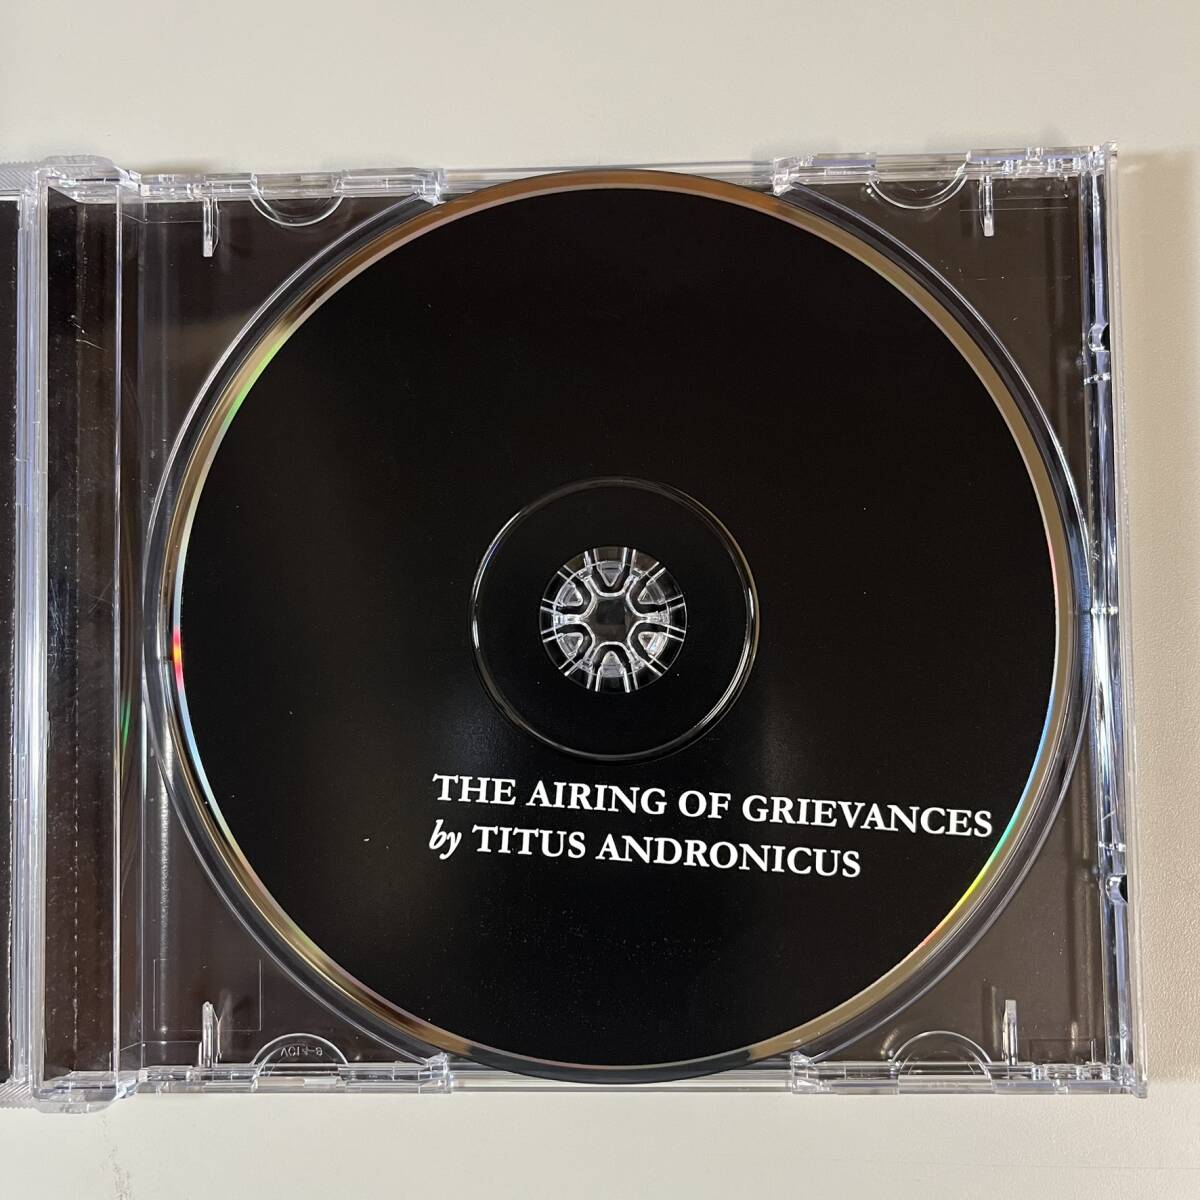 THE AIRING OF GRIEVANCES
by TITUS ANDRONICUS